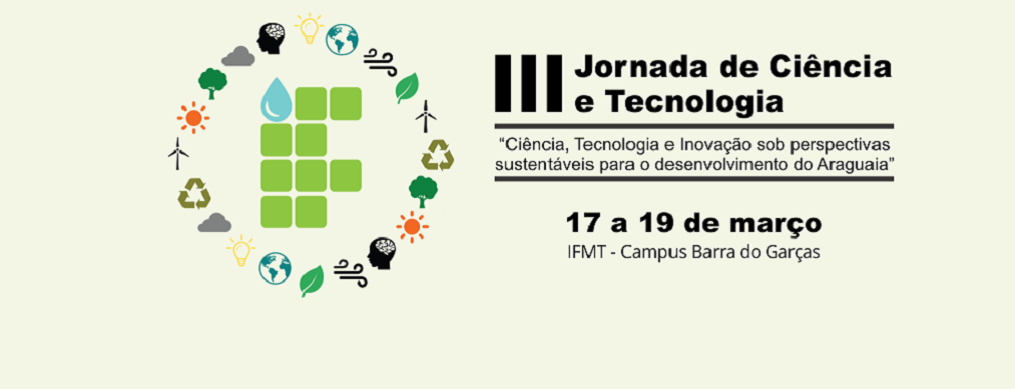 III Jornada de Ciência
e Tecnologia
“Ciência, Tecnologia e Inovação sob perspectivas
sustentáveis para o desenvolvimento do Araguaia”
17 a 19 de março
IFMT - Campus Barra do Garças